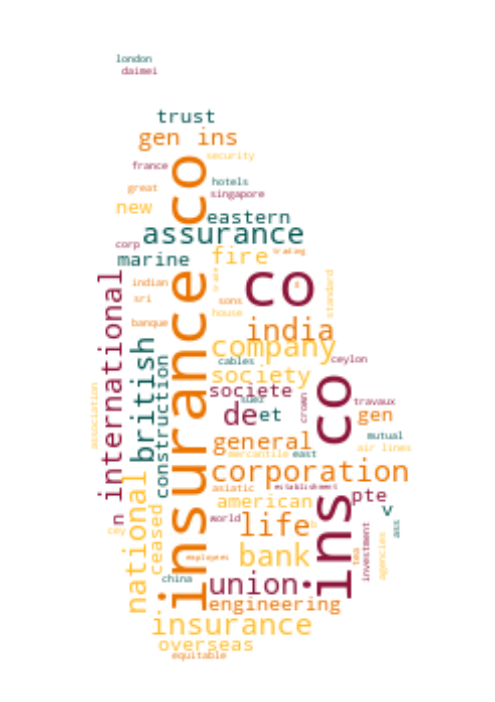 london
daimei
trust
gen ins
security
france
co
hotels
great
singapore
new
eastern
assurance
corp
fire
trading
marine
international
indian
co
standard
sri
sons
house
banque
india
company
british
cables
ceylon
construction
society
association
societe
suez
crown
travaux
de
et
gen
insurance
ins co
general
mutual
mercantile
east
air lines
corporation
national
asiatic
establishment
pte
n
american
v
ceased
world
life
b
ass
cey
bank
employees
tea
investment
agencies
china
union
engineering
insurance
overseas
equitable